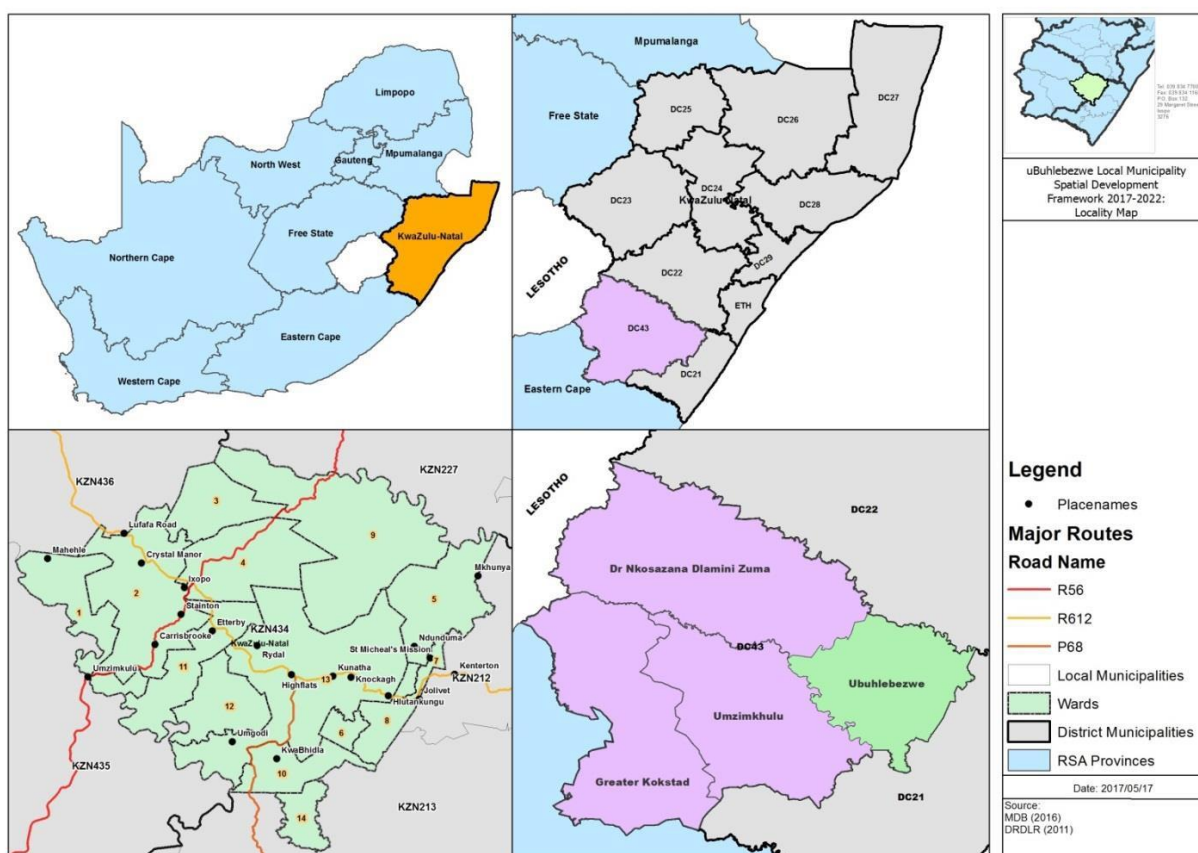 Limpopo
North West
Gauteng
Mpumalanga
Free State
KwaZulu-Natal
Northern Cape
Eastern Cape
Western Cape
Mpumalanga
Free State
DC25
DC26
DC27
DC24
KwaZulu-Natal
DC23
DC28
LESOTHO
DC22
DC29
ETH
DC43
DC21
Eastern Cape
KZN436
KZN227
3
Lufafa Road
9
Mahehle
Crystal Manor
4
Ixopo
Mkhunya
2
5
1
Stainton
Etterby
KZN434
Carrisbrooke
KwaZulu-Natal
Rydal
St Micheal's Mission
Ndunduma
7
11
Umzimkulu
Kunatha
Kenterton
13
Knockagh
KZN212
Highflats
Jolivet
Hlutankungu
12
8
6
Umgodi
KwaBhidla
KZN435
10
KZN213
14
LESOTHO
DC22
Dr Nkosazana Dlamini Zuma
DC43
Ubuhlebezwe
Umzimkhulu
Greater Kokstad
DC21
P.O. Box 132
3276
uBuhlebezwe Local Municipality
Spatial Development
Framework 2017-2022:
Locality Map
Legend
Placenames
Major Routes
Road Name
R56
R612
P68
Local Municipalities
Wards
District Municipalities
RSA Provinces
Date: 2017/05/17
Source:
MDB (2016)
DRDLR (2011)